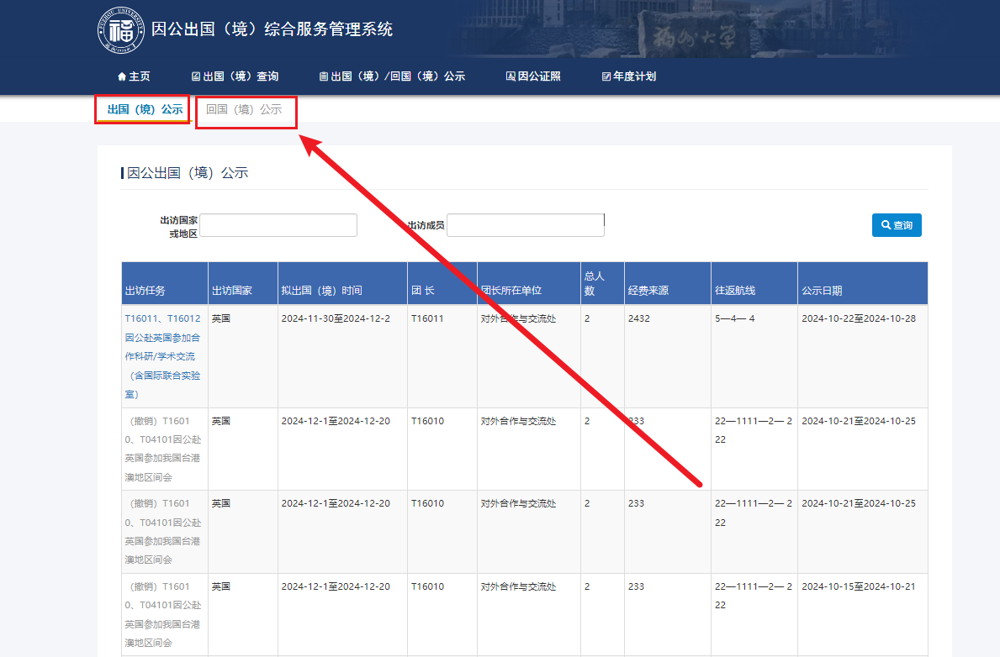 FUZHOU UNIVERSITY
福
因公出国（境）综合服务管理系统
福州大学
主页 出国（境）查询 出国（境）/回国（境）公示 因公证照 年度计划
出国（境）公示 回国（境）公示
因公出国（境）公示
出访国家
或地区
出访成员
查询
出访任务 出访国家 拟出国（境）时间 团 长 团长所在单位 总人
数 经费来源 往返航线 公示日期
T16011、T16012 英国 2024-11-30至2024-12-2 T16011 对外合作与交流处 2 2432 5—4— 4 2024-10-22至2024-10-28
因公赴英国参加合
作科研/学术交流
（含国际联合实验
室）
（撤销）T1601 英国 2024-12-1至2024-12-20 T16010 对外合作与交流处 2 233 22—1111—2— 2 2024-10-21至2024-10-25
0、T04101因公赴 22
英国参加我国台港
澳地区间会
（撤销）T1601 英国 2024-12-1至2024-12-20 T16010 对外合作与交流处 2 233 22—1111—2— 2 2024-10-21至2024-10-25
0、T04101因公赴 22
英国参加我国台港
澳地区间会
（撤销）T1601 英国 2024-12-1至2024-12-20 T16010 对外合作与交流处 2 233 22—1111—2— 2 2024-10-15至2024-10-21
0、T04101因公赴 22
英国参加我国台港
澳地区间会